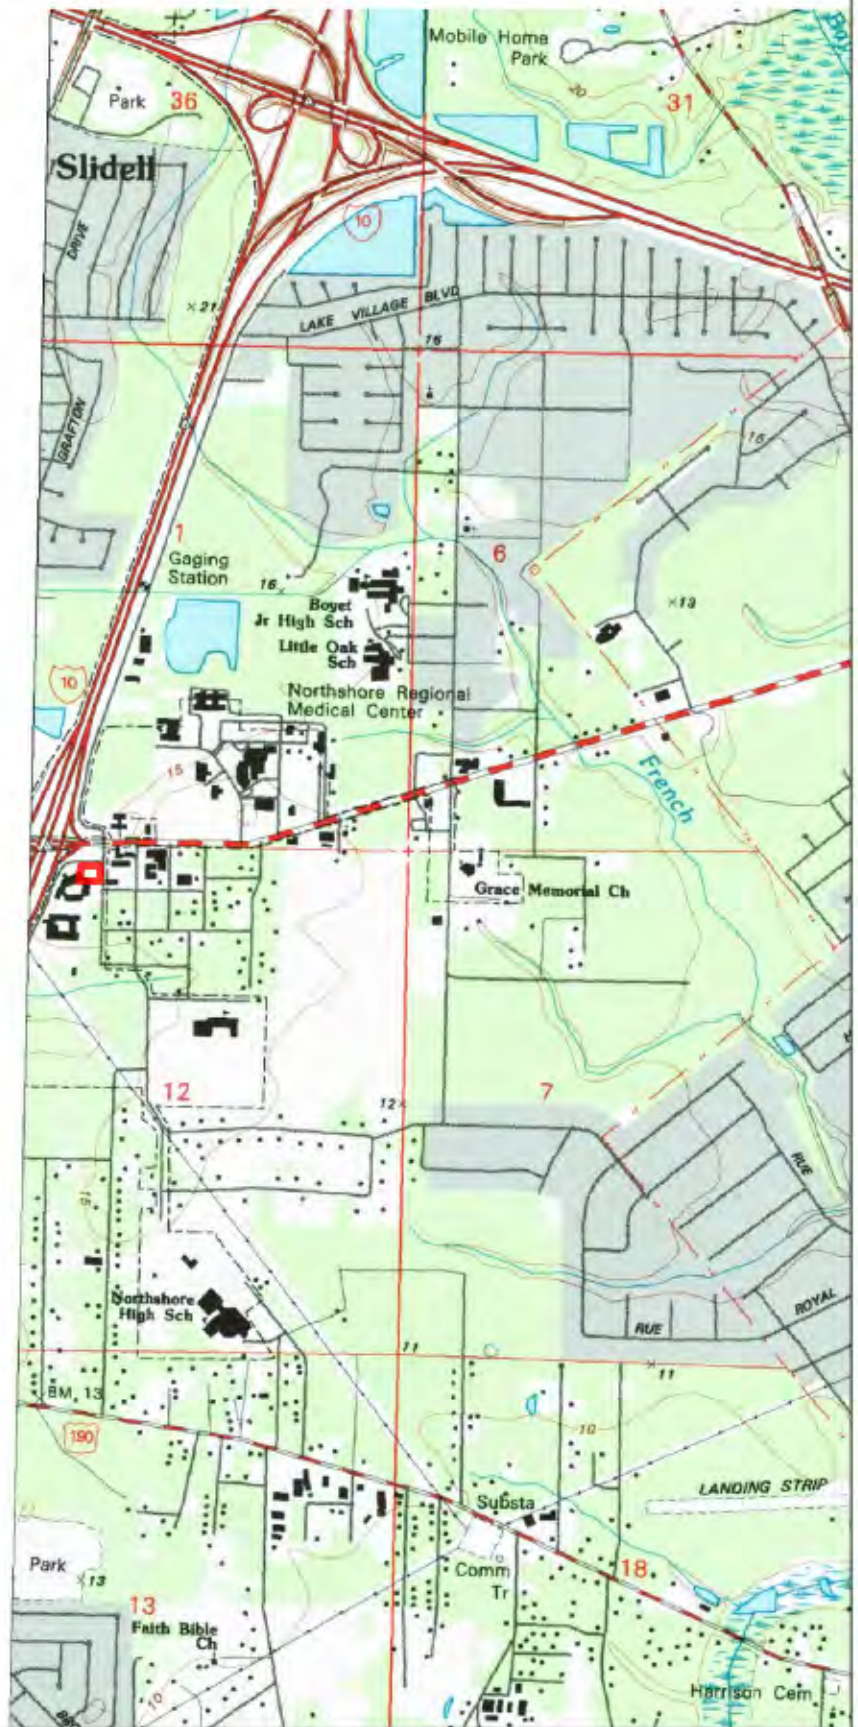 Mobile Home
Park
Park
36
20
31
Slidell
10
DRIVE
×21
LAKE VILLAGE BLVD
16
GRAFTON
15
1
Gaging
Station
6
16×
×13
Boyet
Jr High Sch
Little Oak
Sch
10
Northshore Regional
Medical Center
15
French
Grace Memorial Ch
12
12×
7
RUE
15
Northshore
High Sch
ROYAL
RUE
11
×11
BM 13
190
10
LANDING STRIP
Substa
Park
×13
Comm
Tr
18
13
Faith Bible
Ch
10
Harrison Cem